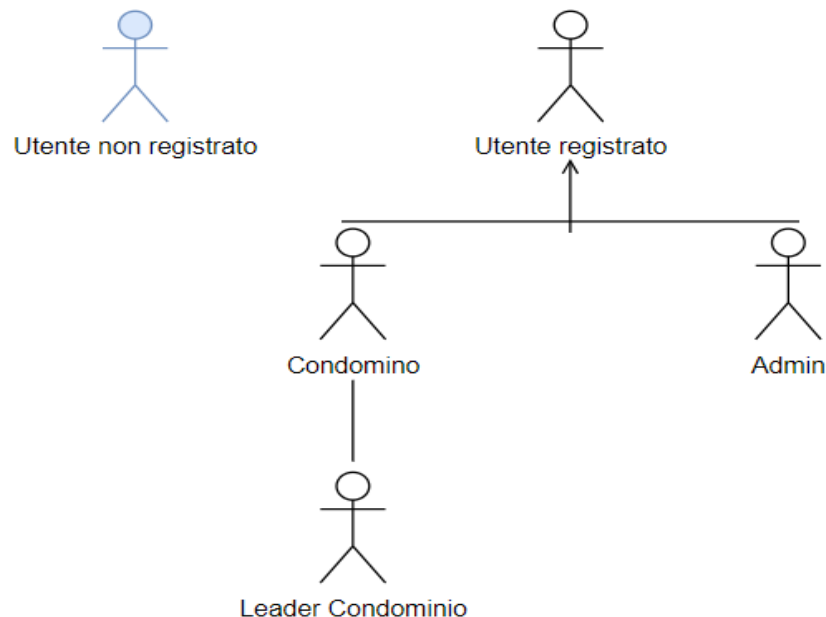 Utente non registrato
Utente registrato
Condomino
Admin
Leader Condominio